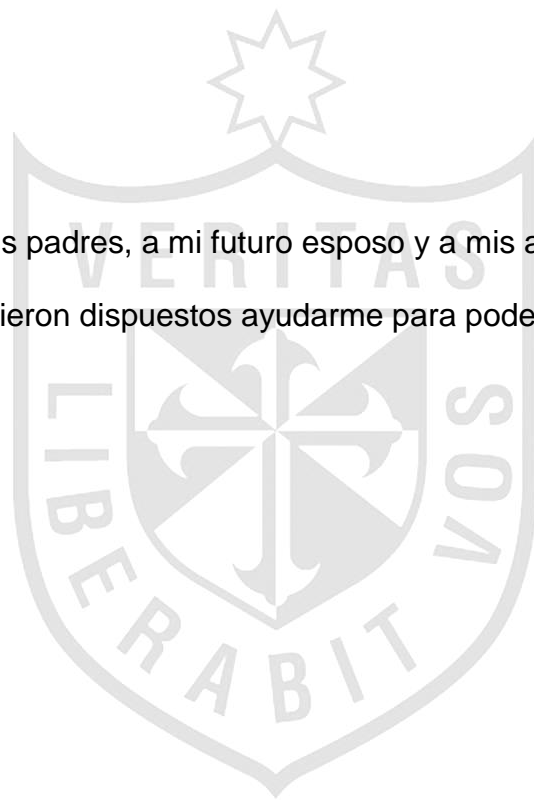 VERITAS
s padres, a mi futuro esposo y a mis a
ieron dispuestos ayudarme para pode
LIBERABIT VOS